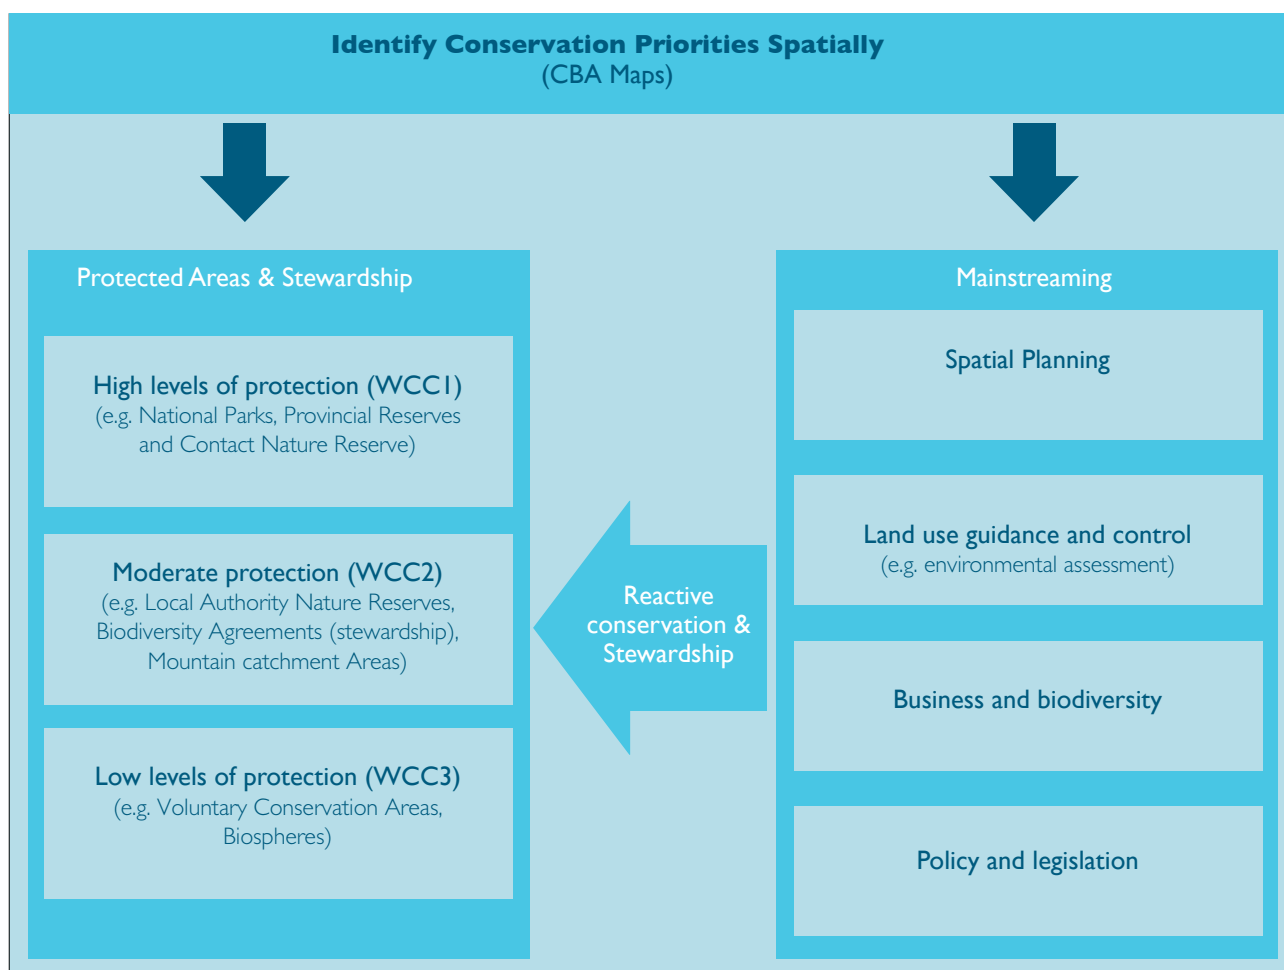 Identify Conservation Priorities Spatially
(CBA Maps)
Protected Areas & Stewardship
High levels of protection (WCC1)
(e.g. National Parks, Provincial Reserves
and Contact Nature Reserve)
Moderate protection (WCC2)
(e.g. Local Authority Nature Reserves,
Biodiversity Agreements (stewardship),
Mountain catchment Areas)
Low levels of protection (WCC3)
(e.g. Voluntary Conservation Areas,
Biospheres)
Reactive
conservation &
Stewardship
Mainstreaming
Spatial Planning
Land use guidance and control
(e.g. environmental assessment)
Business and biodiversity
Policy and legislation